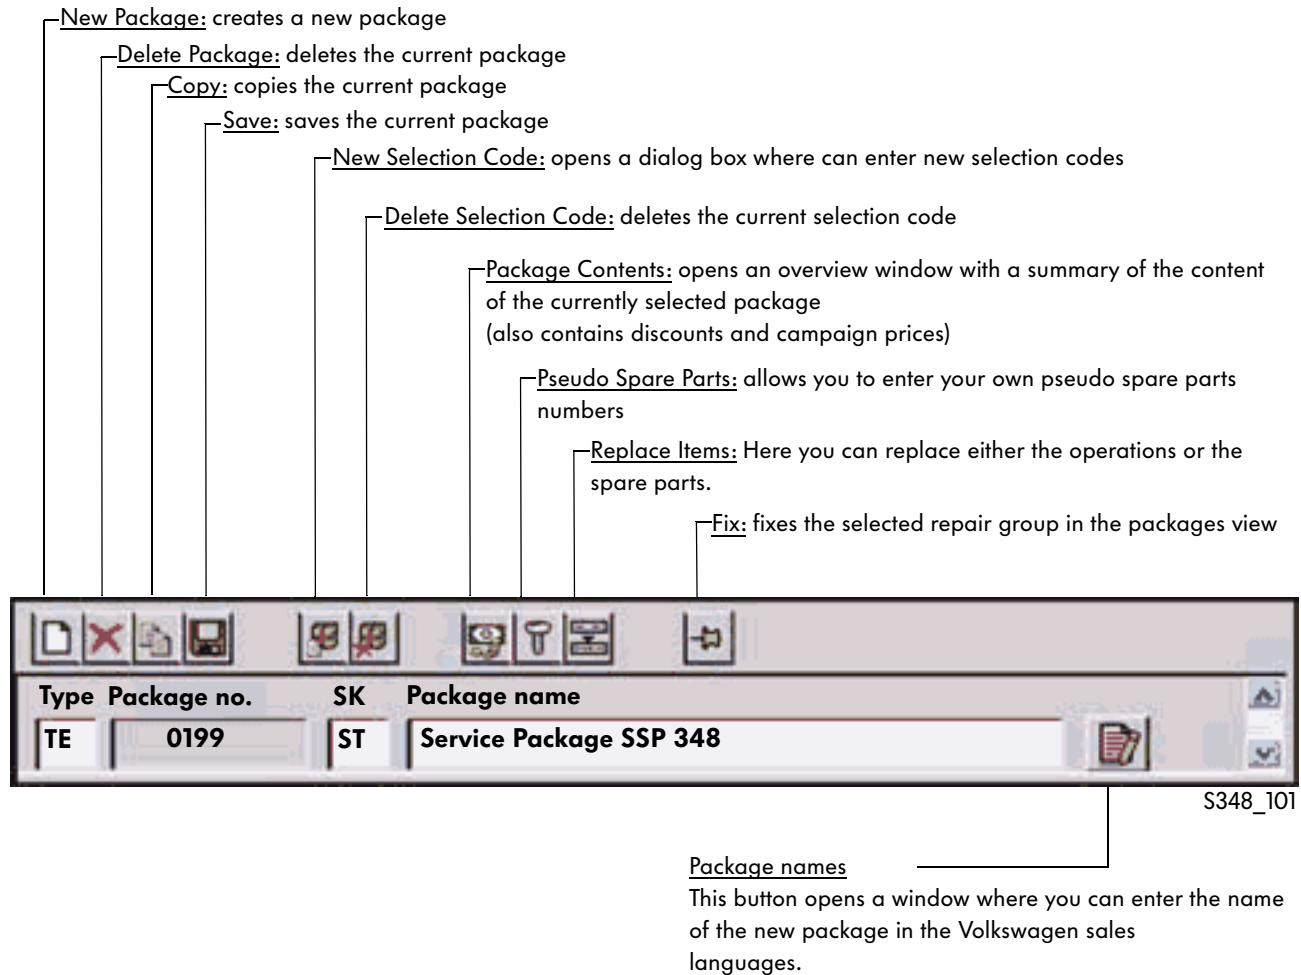 New Package: creates a new package
Delete Package: deletes the current package
Copy: copies the current package
Save: saves the current package
New Selection Code: opens a dialog box where can enter new selection codes
Delete Selection Code: deletes the current selection code
Package Contents: opens an overview window with a summary of the content
of the currently selected package
(also contains discounts and campaign prices)
Pseudo Spare Parts: allows you to enter your own pseudo spare parts
numbers
Replace Items: Here you can replace either the operations or the
spare parts.
Fix: fixes the selected repair group in the packages view
Type Package no. SK Package name
TE 0199 ST Service Package SSP 348
S348_101
Package names
This button opens a window where you can enter the name
of the new package in the Volkswagen sales
languages.